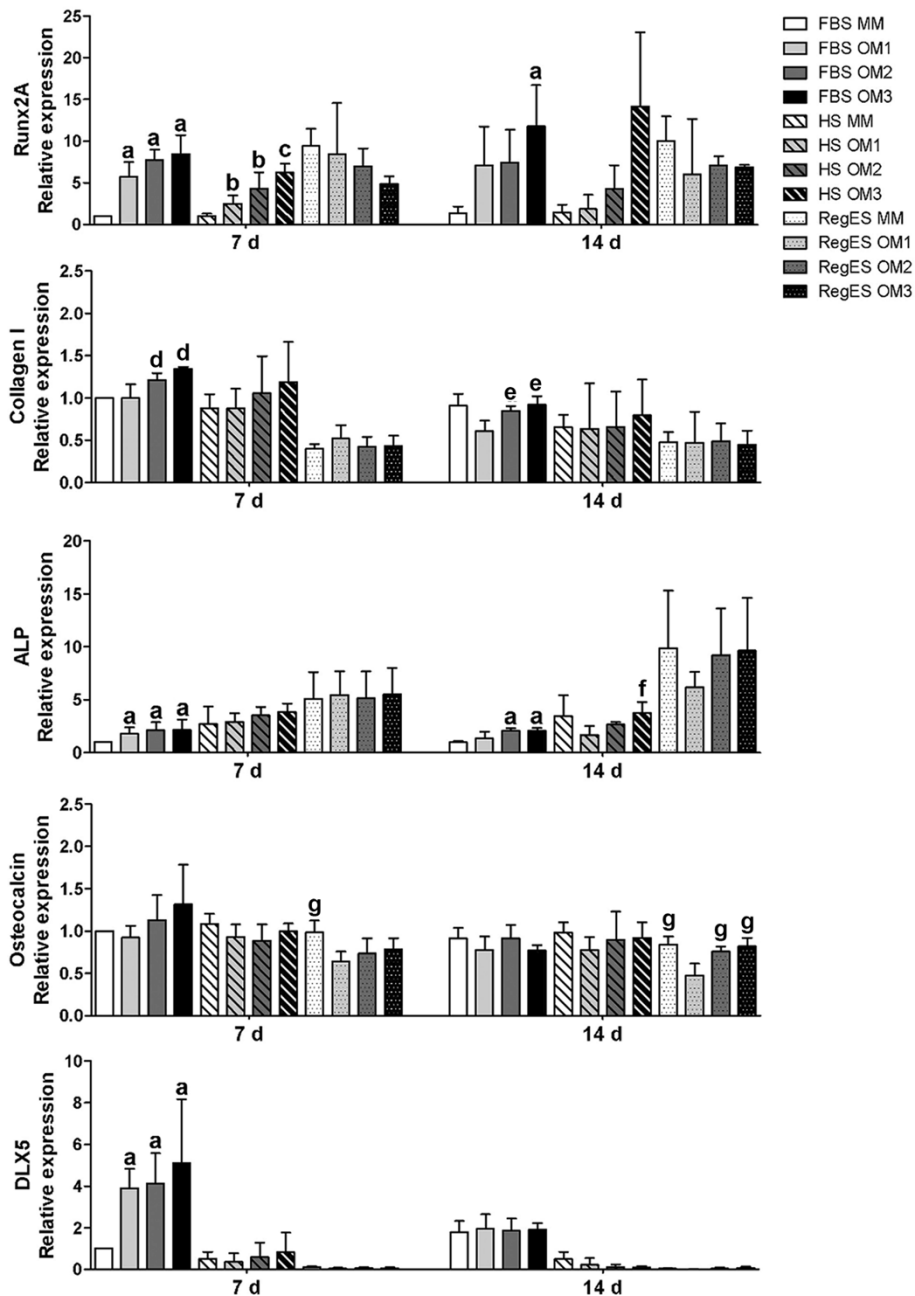 Runx2A
Relative expression
25
20
15
10
5
0
a a a
b b c
a
7 d
14 d
FBS MM
FBS OM1
FBS OM2
FBS OM3
HS MM
HS OM1
HS OM2
HS OM3
RegES MM
RegES OM1
RegES OM2
RegES OM3
Collagen I
Relative expression
2.5
2.0
1.5
1.0
0.5
0.0
d d
e e
7 d
14 d
ALP
Relative expression
20
15
10
5
0
a a a
a a
f
7 d
14 d
Osteocalcin
Relative expression
2.5
2.0
1.5
1.0
0.5
0.0
g
g g g
7 d
14 d
DLX5
Relative expression
10
8
6
4
2
0
a a a
7 d
14 d